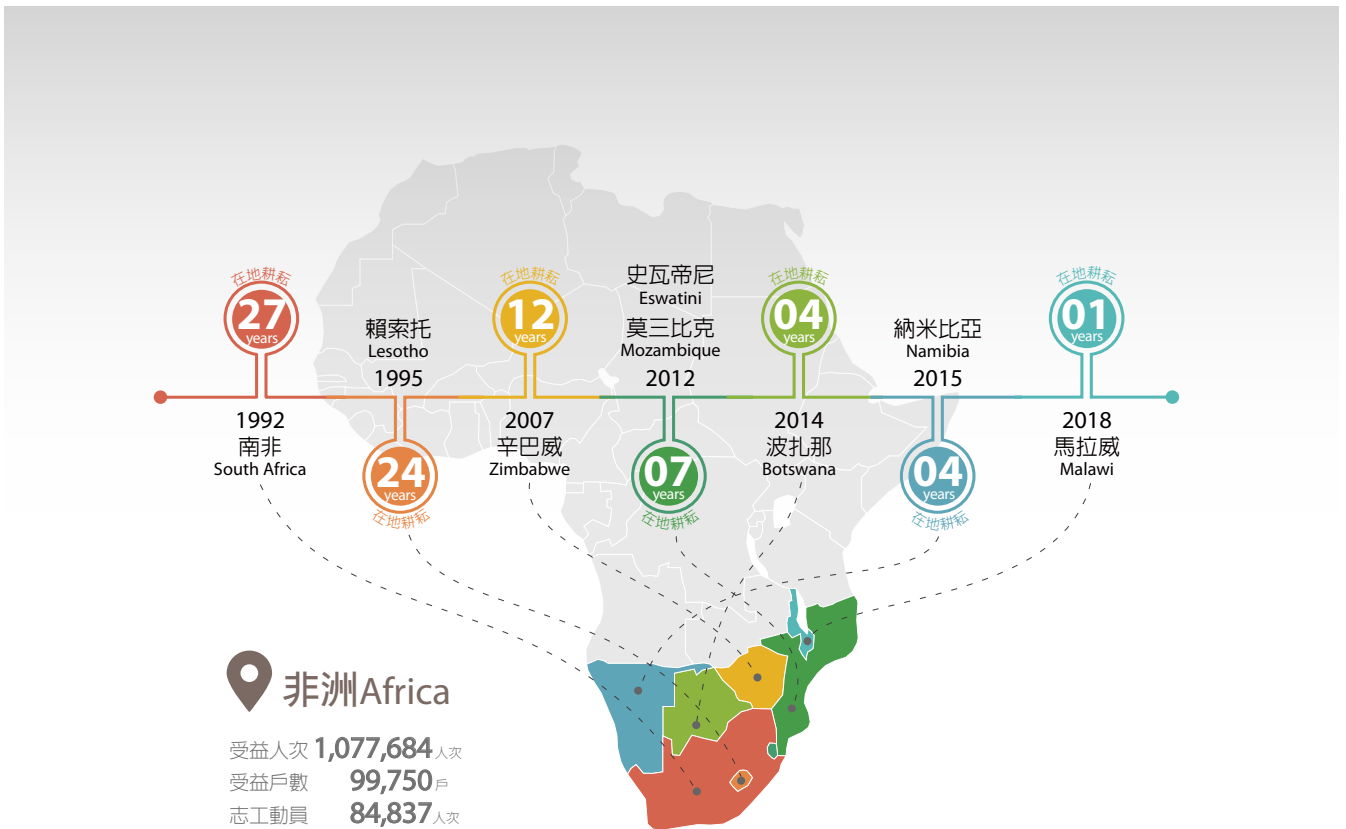 在地耕耘
27
years
1992
南非
South Africa
賴索托
Lesotho
1995
24
years
在地耕耘
在地耕耘
12
years
2007
辛巴威
Zimbabwe
史瓦帝尼
Eswatini
莫三比克
Mozambique
2012
07
years
在地耕耘
在地耕耘
04
years
2014
波扎那
Botswana
納米比亞
Namibia
2015
04
years
在地耕耘
在地耕耘
01
years
2018
馬拉威
Malawi
非洲Africa
受益人次 1,077,684人次
受益戶數 99,750戶
志工動員 84,837人次